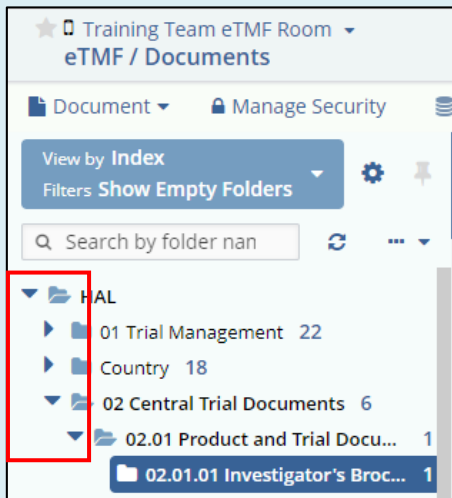 Training Team eTMF Room
eTMF / Documents
Document Manage Security
View by Index
Filters Show Empty Folders
Search by folder nan
HAL
01 Trial Management 22
Country 18
02 Central Trial Documents 6
02.01 Product and Trial Docu... 1
02.01.01 Investigator's Broc... 1